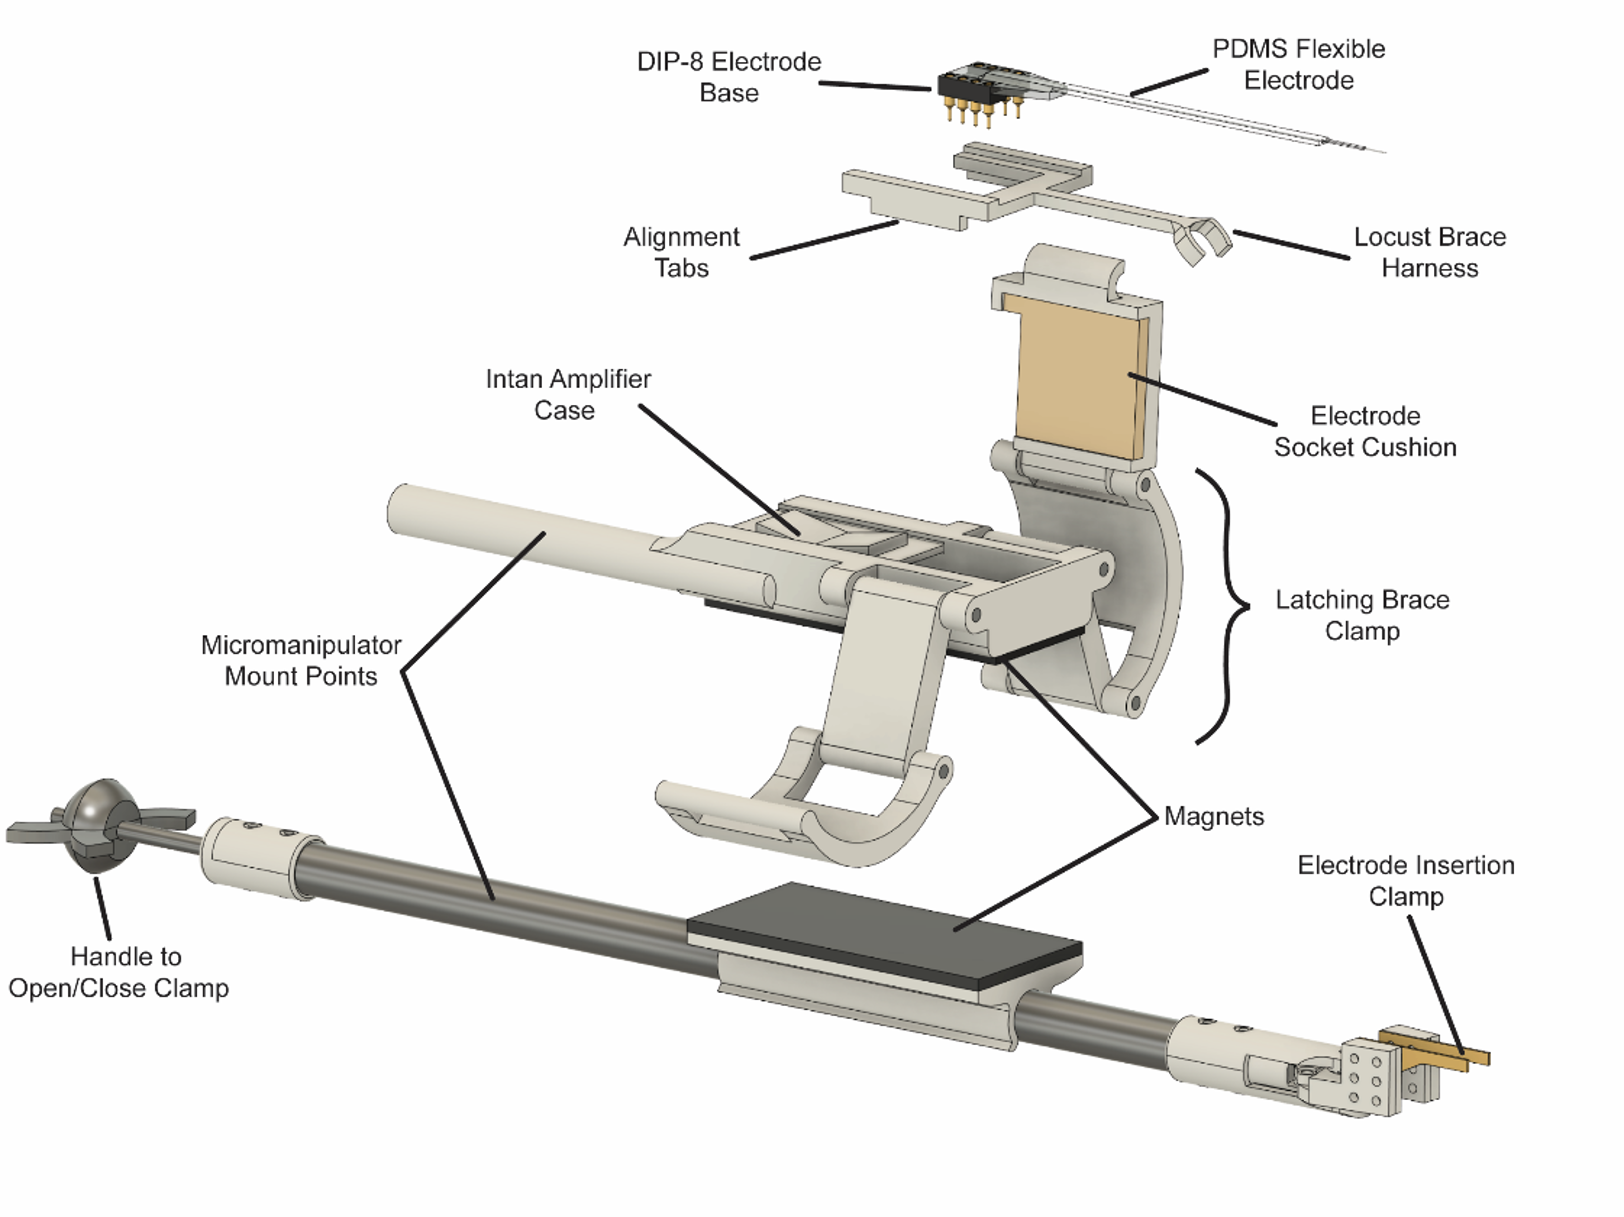 DIP-8 Electrode
Base
PDMS Flexible
Electrode
Alignment
Tabs
Locust Brace
Harness
Intan Amplifier
Case
Electrode
Socket Cushion
Latching Brace
Clamp
Micromanipulator
Mount Points
Magnets
Electrode Insertion
Clamp
Handle to
Open/Close Clamp